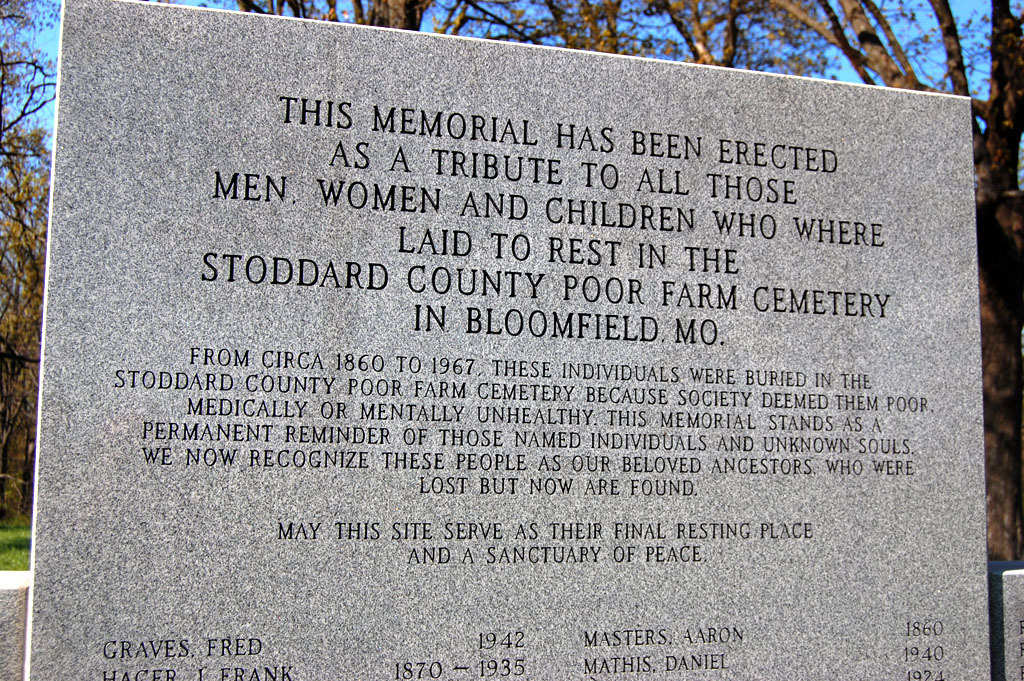 THIS MEMORIAL HAS BEEN ERECTED
AS A TRIBUTE TO ALL THOSE
MEN, WOMEN AND CHILDREN WHO WHERE
LAID TO REST IN THE
STODDARD COUNTY POOR FARM CEMETERY
IN BLOOMFIELD, MO.
FROM CIRCA 1860 TO 1967, THESE INDIVIDUALS WERE BURIED IN THE
STODDARD COUNTY POOR FARM CEMETERY BECAUSE SOCIETY DEEMED THEM POOR,
MEDICALLY, OR MENTALLY UNHEALTHY. THIS MEMORIAL STANDS AS A
PERMANENT REMINDER OF THOSE NAMED INDIVIDUALS AND UNKNOWN SOULS.
WE NOW RECOGNIZE THESE PEOPLE AS OUR BELOVED ANCESTORS, WHO WERE
LOST BUT NOW ARE FOUND.
MAY THIS SITE SERVE AS THEIR FINAL RESTING PLACE
AND A SANCTUARY OF PEACE.
GRAVES, FRED 1942
HAGER, J. FRANK 1870 – 1935
MASTERS, AARON 1860
MATHIS, DANIEL 1940
1924